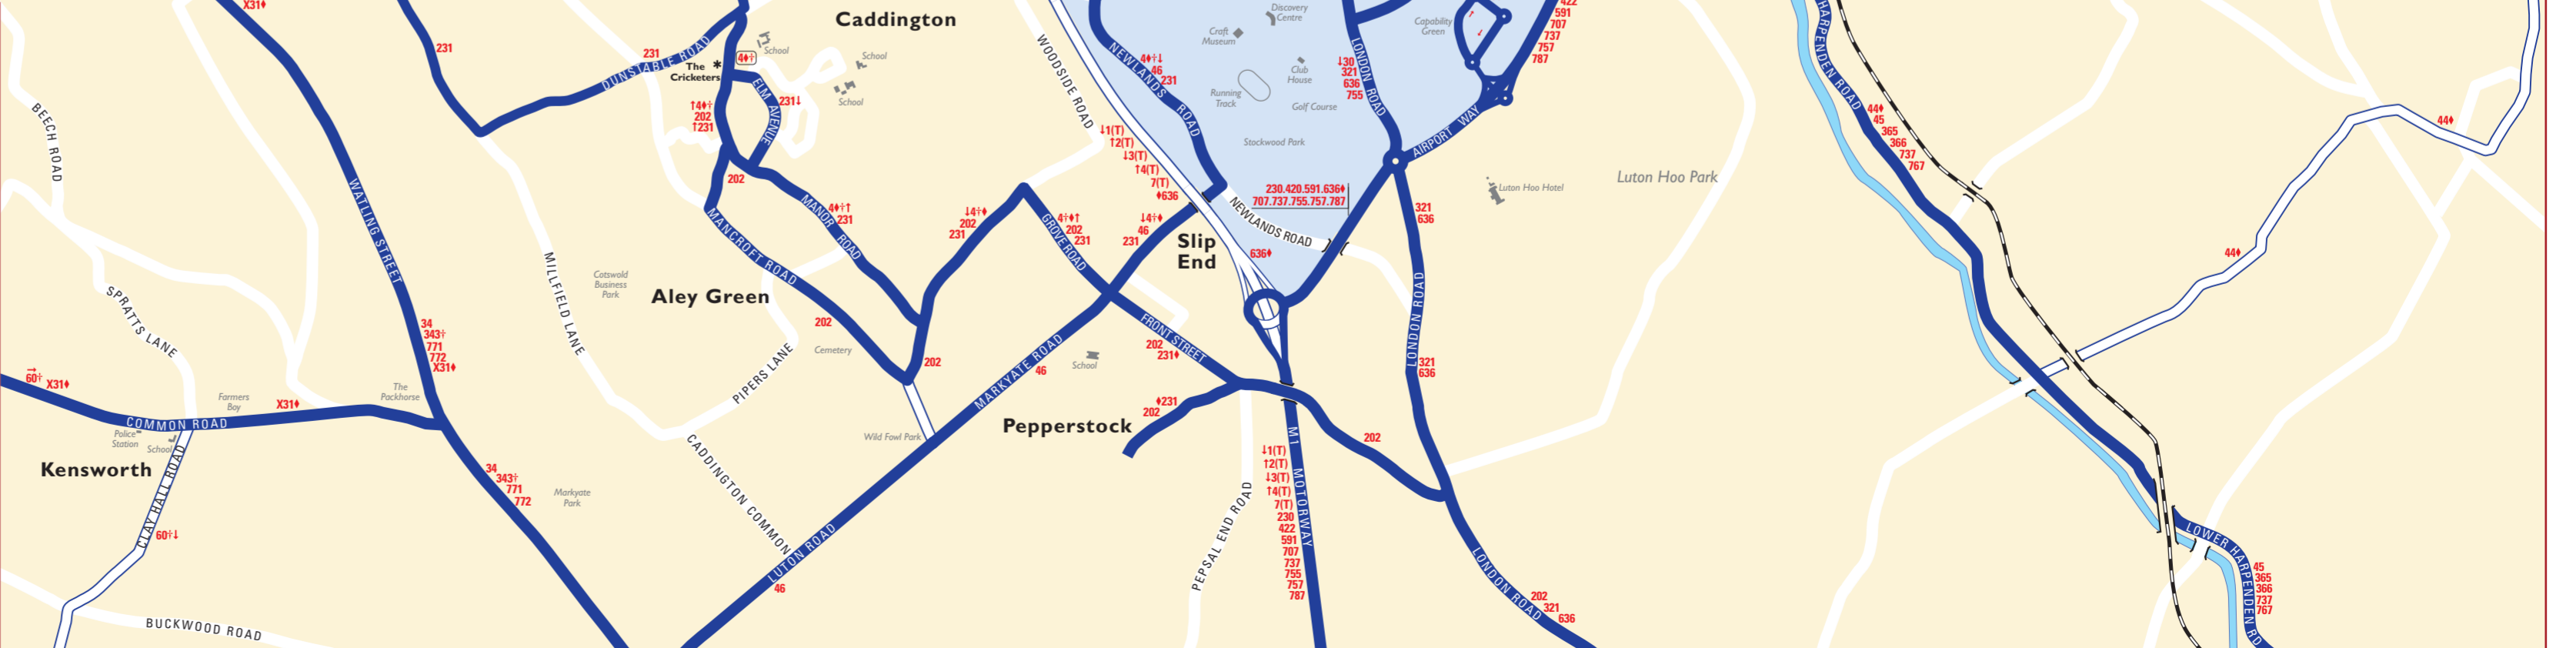 X31♦
231
231
DUNSTABLE ROAD
Caddington
School
The
Cricketers
*
4♦†
School
School
ELM AVENUE
231↓
↑4♦†
202
↑231
202
BEECH ROAD
WATLING STREET
MILLFIELD LANE
MANCROFT ROAD
MANOR ROAD
4♦†↑
231
Catswold
Business
Park
Aley Green
202
Cemetery
202
PIPERS LANE
SPRATTS LANE
34
343†
771
772
X31♦
→
60†
X31♦
COMMON ROAD
Farmers
Boy
X31♦
The
Packhorse
Police
Station
School
Kensworth
CLAY HALL ROAD
60†↓
BUCKWOOD ROAD
34
343†
771
772
Markyate
Park
CADDINGTON COMMON
LUTON ROAD
46
Wild Fowl Park
MARKYATE ROAD
46
School
↓4†♦
202
231
GROVE ROAD
4†♦↑
202
231
↓4†♦
46
231
Slip
End
FRONT STREET
202
231♦
Pepperstock
♦231
202
PEPSAL END ROAD
WOODSIDE ROAD
↓1(T)
↑2(T)
↓3(T)
↑4(T)
7(T)
♦636
NEWLANDS ROAD
4♦†↓
46
231
Discovery
Centre
Craft
Museum
Club
House
Running
Track
Golf Course
Stockwood Park
↓30
321
636
755
LONDON ROAD
Capability
Green
↑
↓
422
591
707
737
757
787
AIRPORT WAY
230.420.591.636♦
707.737.755.757.787
NEWLANDS ROAD
636♦
321
636
LONDON ROAD
321
636
Luton Hoo Hotel
Luton Hoo Park
M1 MOTORWAY
↓1(T)
↑2(T)
↓3(T)
↑4(T)
7(T)
230
422
591
707
737
755
757
787
202
LONDON ROAD
202
321
636
HARPENDEN ROAD
44♦
45
365
366
737
767
44♦
44♦
LOWER HARPENDEN RD
45
365
366
737
767